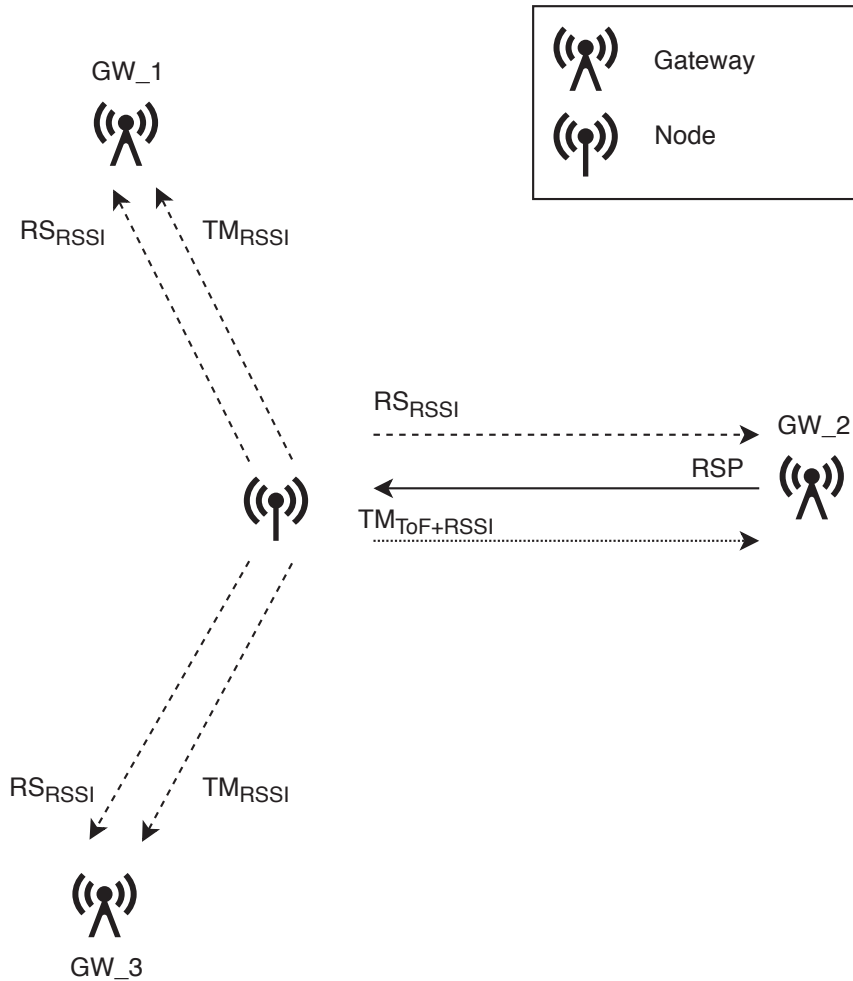 Gateway
Node
GW_1
RSRSSI
TMRSSI
RSRSSI
GW_2
RSP
TMToF+RSSI
RSRSSI
TMRSSI
GW_3